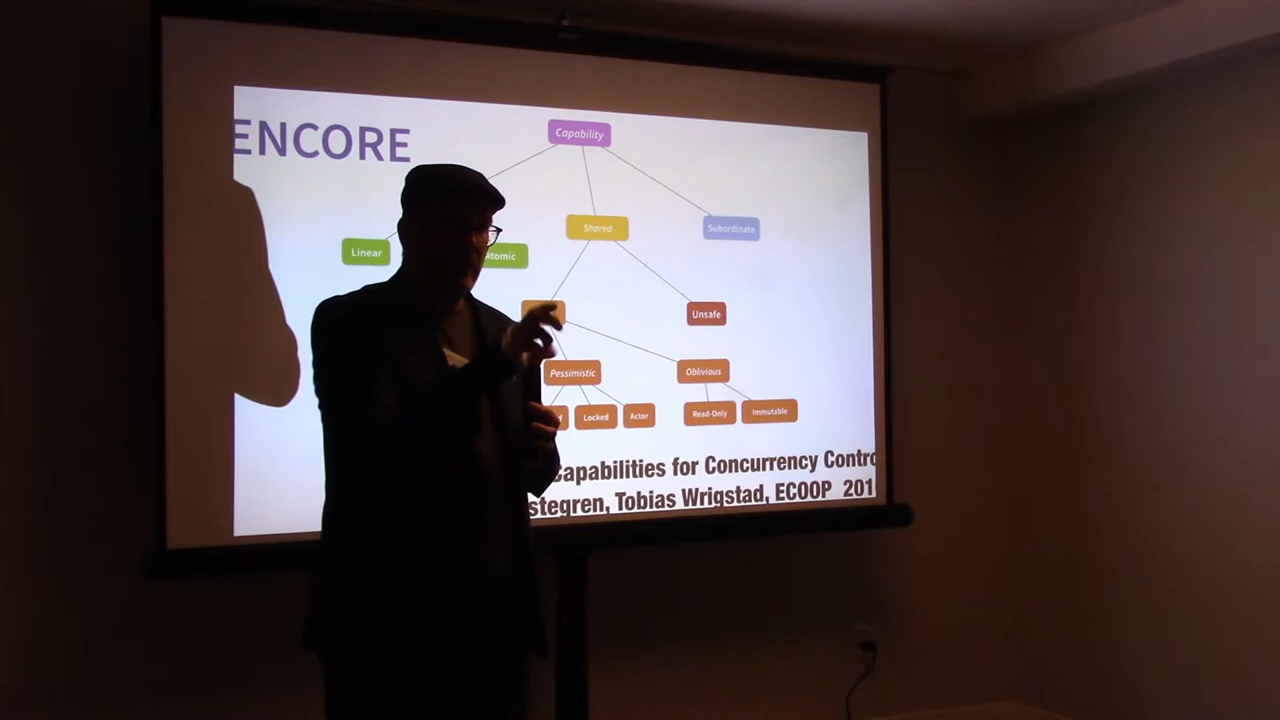 ENCORE
Capability
Shared
Subordinate
Linear
Atomic
Unsafe
Pessimistic
Oblivious
Locked
Actor
Read-Only
Immutable
Capabilities for Concurrency Contro
stegren, Tobias Wrigstad, ECOOP 201